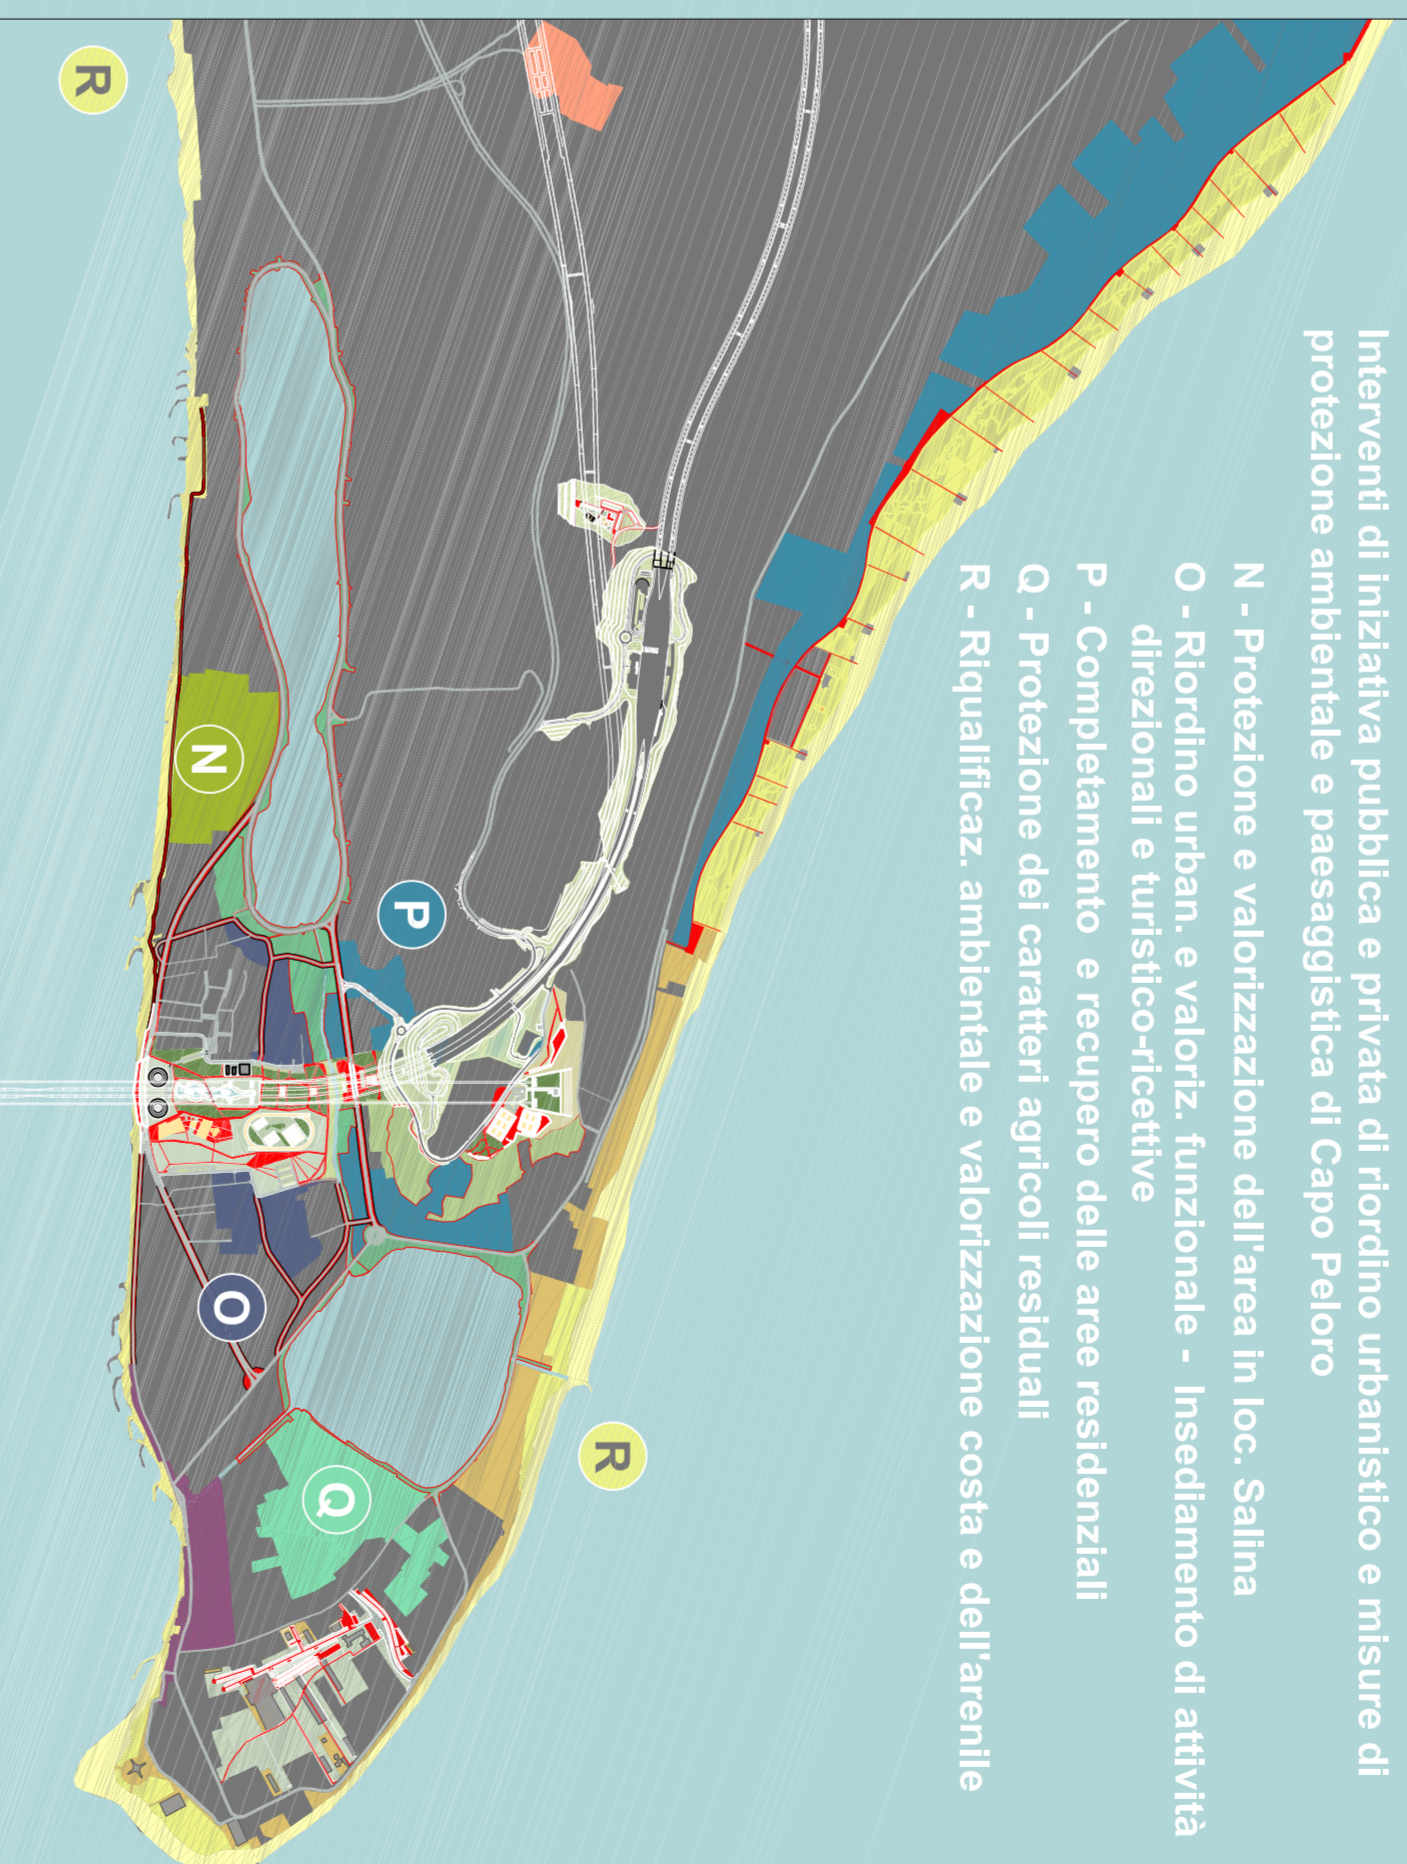 Interventi di iniziativa pubblica e privata di riordino urbanistico e misure di
protezione ambientale e paesaggistica di Capo Peloro
N - Protezione e valorizzazione dell'area in loc. Salina
O - Riordino urban. e valoriz. funzionale - Insediamento di attività
direzionali e turistico-ricettive
P - Completamento e recupero delle aree residenziali
Q - Protezione dei caratteri agricoli residuali
R - Riqualificaz. ambientale e valorizzazione costa e dell'arenile
R
Q
O
P
N
R